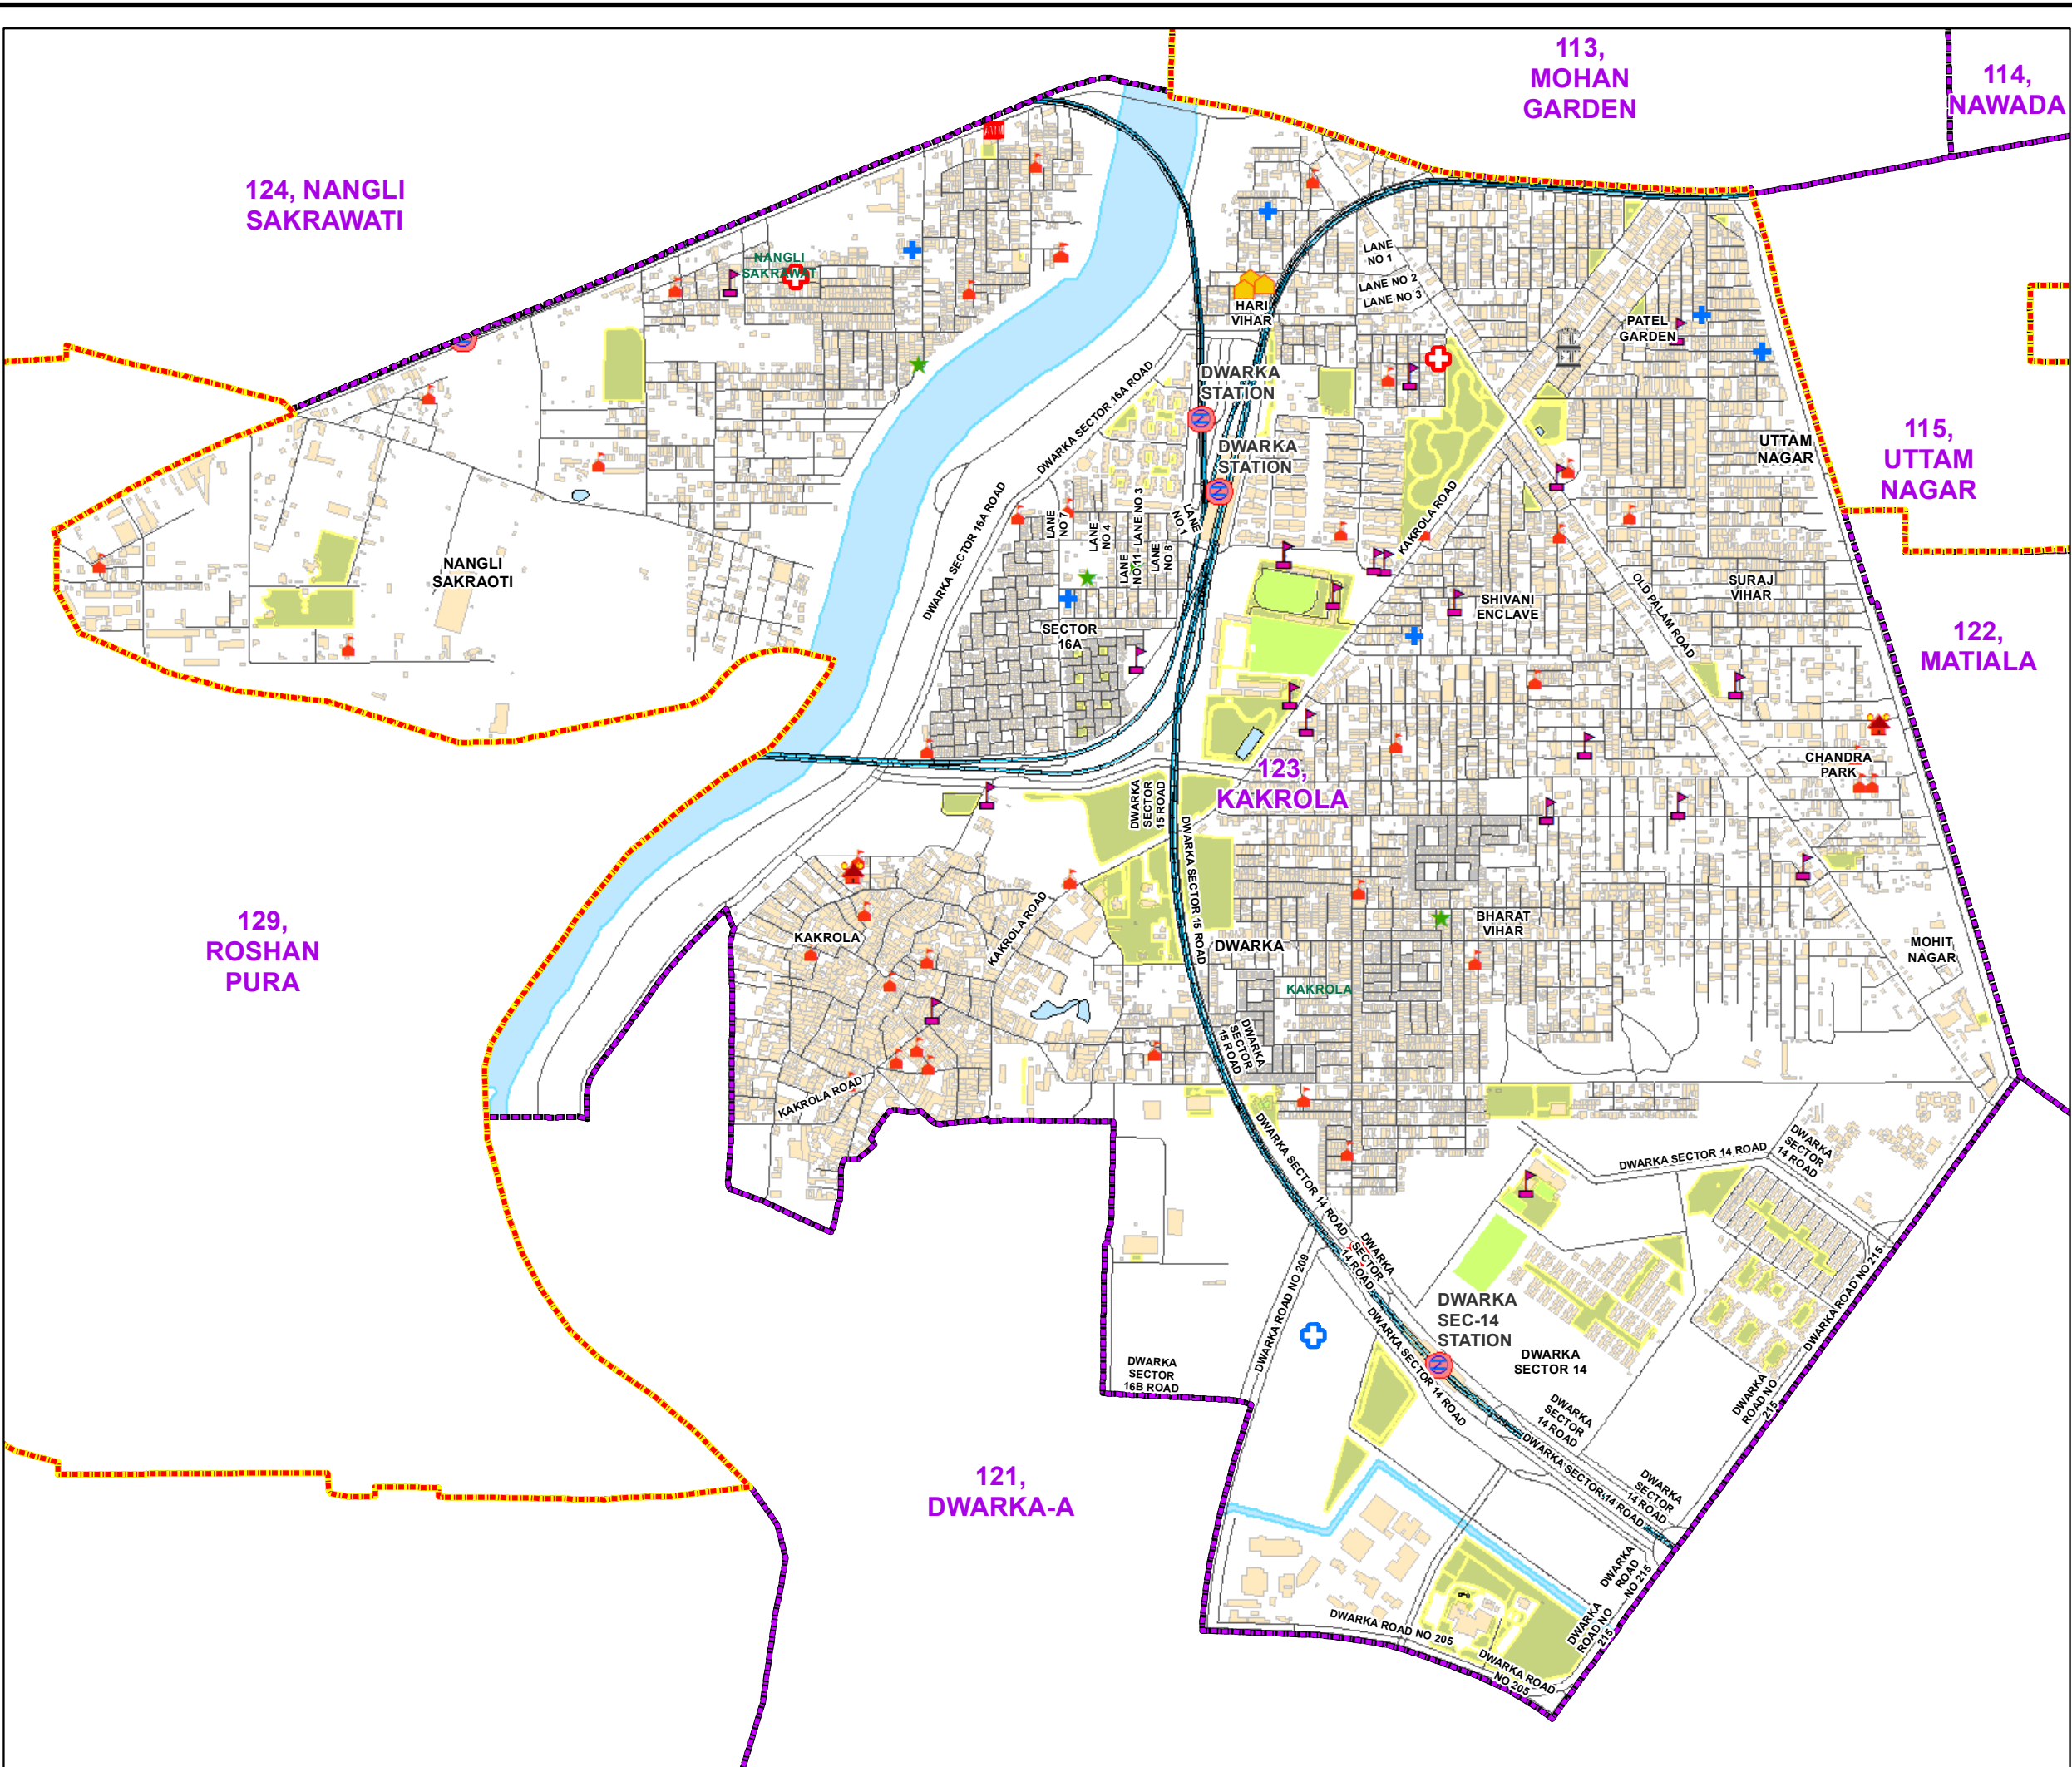 113,
MOHAN
GARDEN
114,
NAWADA
124, NANGLI
SAKRAWATI
NANGLI
SAKRAWAT
LANE
NO 1
LANE NO 2
LANE NO 3
HARI
VIHAR
PATEL
GARDEN
DWARKA
STATION
DWARKA SECTOR 16A ROAD
DWARKA
STATION
UTTAM
NAGAR
115,
UTTAM
NAGAR
DWARKA SECTOR 16A ROAD
LANE
NO 7
LANE
NO 4
LANE
NO 11
LANE NO 3
LANE
NO 8
LANE
NO 1
KAKROLA ROAD
NANGLI
SAKRAOTI
SURAJ
VIHAR
SHIVANI
ENCLAVE
OLD PALAM ROAD
SECTOR
16A
122,
MATIALA
123,
KAKROLA
CHANDRA
PARK
DWARKA
SECTOR
15 ROAD
DWARKA SECTOR 15 ROAD
129,
ROSHAN
PURA
KAKROLA
KAKROLA ROAD
DWARKA
BHARAT
VIHAR
MOHIT
NAGAR
KAKROLA
DWARKA
SECTOR
15 ROAD
KAKROLA ROAD
DWARKA SECTOR 14 ROAD
DWARKA SECTOR 14 ROAD
DWARKA
SECTOR
14 ROAD
DWARKA
SECTOR
14 ROAD
DWARKA ROAD NO 209
DWARKA ROAD NO 215
DWARKA
SEC-14
STATION
DWARKA SECTOR 14 ROAD
DWARKA
SECTOR 14
DWARKA
SECTOR
16B ROAD
DWARKA
ROAD NO
215
DWARKA
SECTOR
14 ROAD
DWARKA SECTOR 14 ROAD
DWARKA
SECTOR
14 ROAD
121,
DWARKA-A
DWARKA
ROAD
NO 215
DWARKA
ROAD NO
215
DWARKA ROAD NO 205
DWARKA ROAD
NO 205